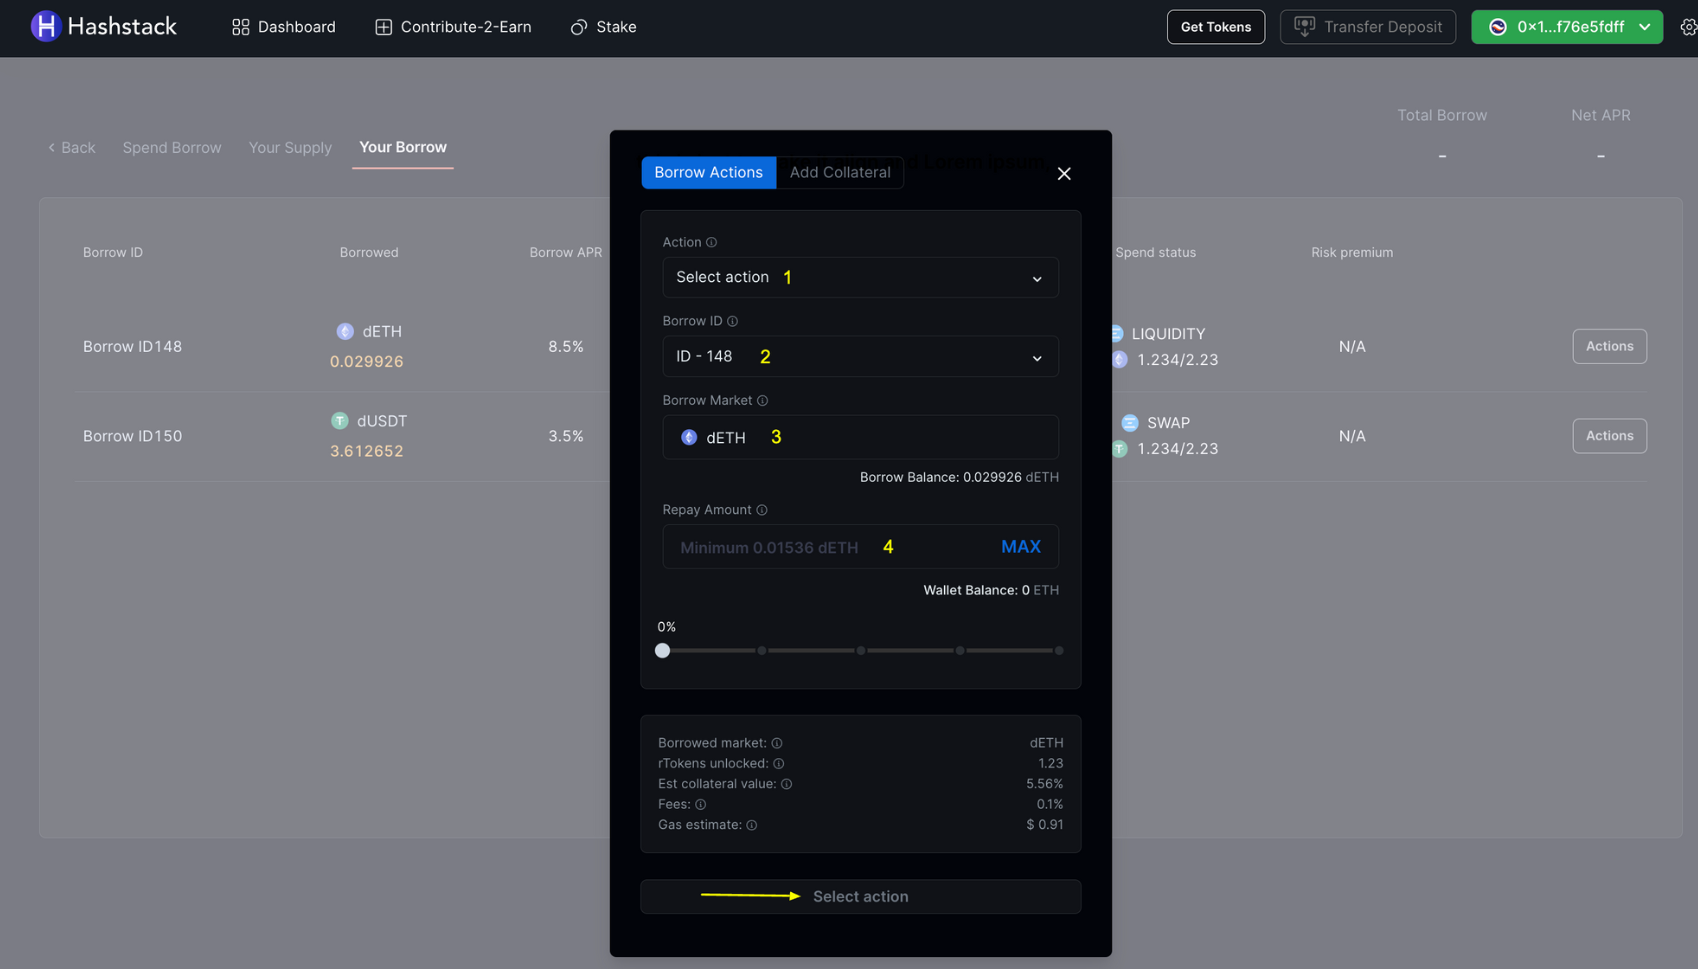 Hashstack
Dashboard
Contribute-2-Earn
Stake
Get Tokens
Transfer Deposit
0x1...f76e5fdff
Total Borrow
Net APR
-
-
Back
Spend Borrow
Your Supply
Your Borrow
Borrow ID
Borrowed
Borrow APR
Spend status
Risk premium
Borrow ID148
dETH
0.029926
8.5%
LIQUIDITY
1.234/2.23
N/A
Actions
Borrow ID150
dUSDT
3.612652
3.5%
SWAP
1.234/2.23
N/A
Actions
Borrow Actions
Add Collateral
Action
Select action 1
Borrow ID
ID - 148 2
Borrow Market
dETH 3
Borrow Balance: 0.029926 dETH
Repay Amount
Minimum 0.01536 dETH 4 MAX
Wallet Balance: 0 ETH
0%
Borrowed market: dETH
rTokens unlocked: 1.23
Est collateral value: 5.56%
Fees: 0.1%
Gas estimate: $ 0.91
Select action